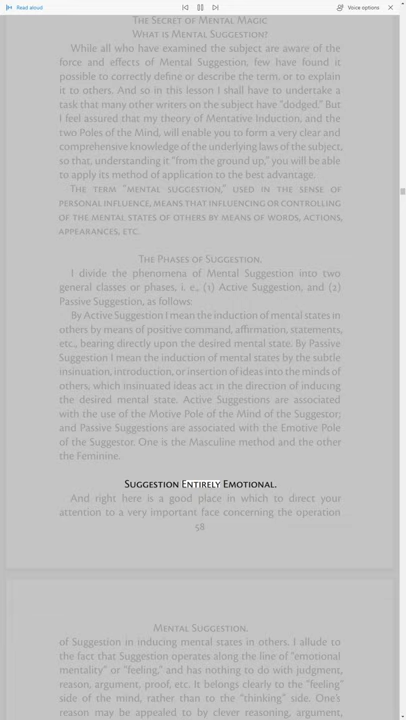 Read aloud
Voice options
THE SECRET OF MENTAL MAGIC
WHAT IS MENTAL SUGGESTION?
While all who have examined the subject are aware of the
force and effects of Mental Suggestion, few have found it
possible to correctly define or describe the term, or to explain
it to others. And so in this lesson I shall have to undertake a
task that many other writers on the subject have "dodged." But
I feel assured that my theory of Mentative Induction, and the
two Poles of the Mind, will enable you to form a very clear and
comprehensive knowledge of the underlying laws of the subject,
so that, understanding it "from the ground up," you will be able
to apply its method of application to the best advantage.
THE TERM "MENTAL SUGGESTION," USED IN THE SENSE OF
PERSONAL INFLUENCE, MEANS THAT INFLUENCING OR CONTROLLING
OF THE MENTAL STATES OF OTHERS BY MEANS OF WORDS, ACTIONS,
APPEARANCES, ETC.
THE PHASES OF SUGGESTION.
I divide the phenomena of Mental Suggestion into two
general classes or phases, i. e., (1) Active Suggestion, and (2)
Passive Suggestion, as follows:
By Active Suggestion I mean the induction of mental states in
others by means of positive command, affirmation, statements,
etc., bearing directly upon the desired mental state. By Passive
Suggestion I mean the induction of mental states by the subtle
insinuation, introduction, or insertion of ideas into the minds of
others, which insinuated ideas act in the direction of inducing
the desired mental state. Active Suggestions are associated
with the use of the Motive Pole of the Mind of the Suggestor;
and Passive Suggestions are associated with the Emotive Pole
of the Suggestor. One is the Masculine method and the other
the Feminine.
SUGGESTION ENTIRELY EMOTIONAL.
And right here is a good place in which to direct your
attention to a very important face concerning the operation
58
MENTAL SUGGESTION.
of Suggestion in inducing mental states in others. I allude to
the fact that Suggestion operates along the line of "emotional
mentality" or "feeling," and has nothing to do with judgment,
reason, argument, proof, etc. It belongs clearly to the "feeling"
side of the mind, rather than to the "thinking" side. One's
reason may be appealed to by clever reasoning, argument,